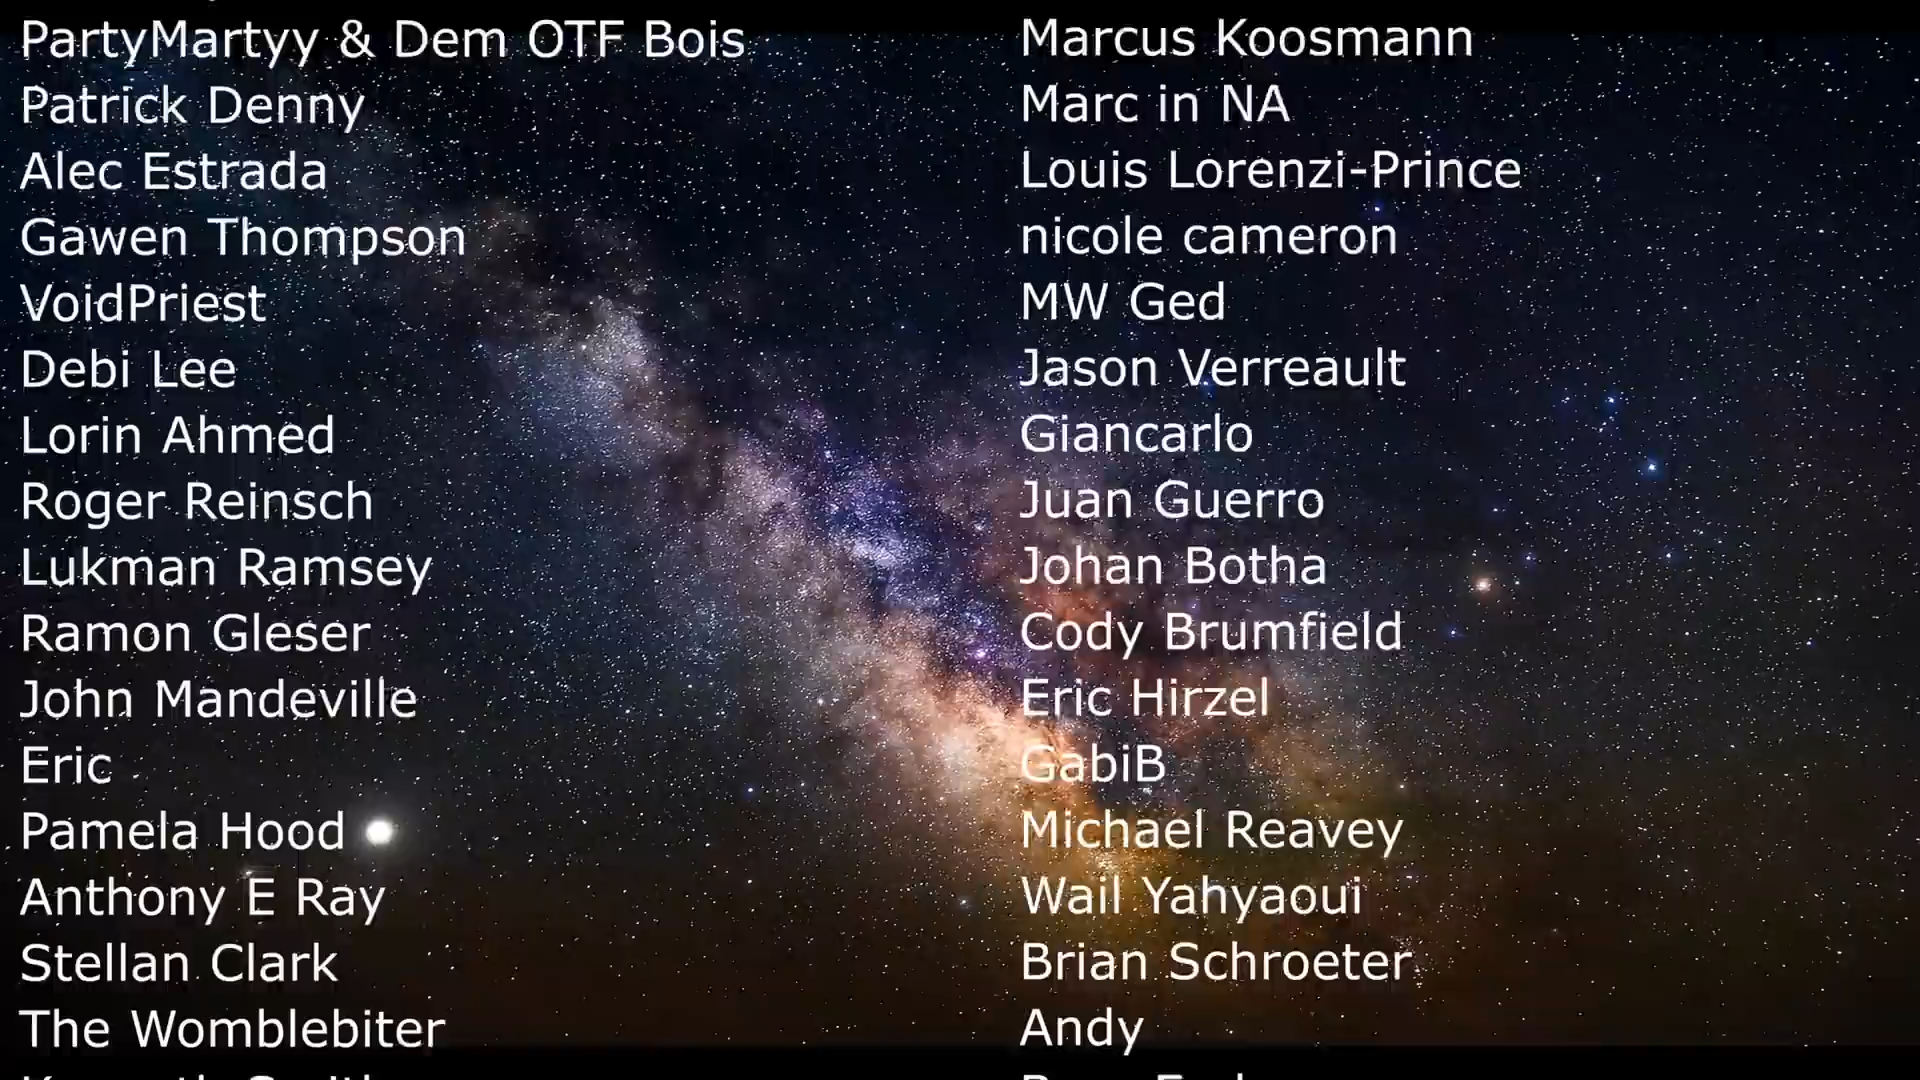 PartyMartyy & Dem OTF Bois
Patrick Denny
Alec Estrada
Gawen Thompson
VoidPriest
Debi Lee
Lorin Ahmed
Roger Reinsch
Lukman Ramsey
Ramon Gleser
John Mandeville
Eric
Pamela Hood
Anthony E Ray
Stellan Clark
The Womblebiter
Marcus Koosmann
Marc in NA
Louis Lorenzi-Prince
nicole cameron
MW Ged
Jason Verreault
Giancarlo
Juan Guerro
Johan Botha
Cody Brumfield
Eric Hirzel
GabiB
Michael Reavey
Wail Yahyaoui
Brian Schroeter
Andy